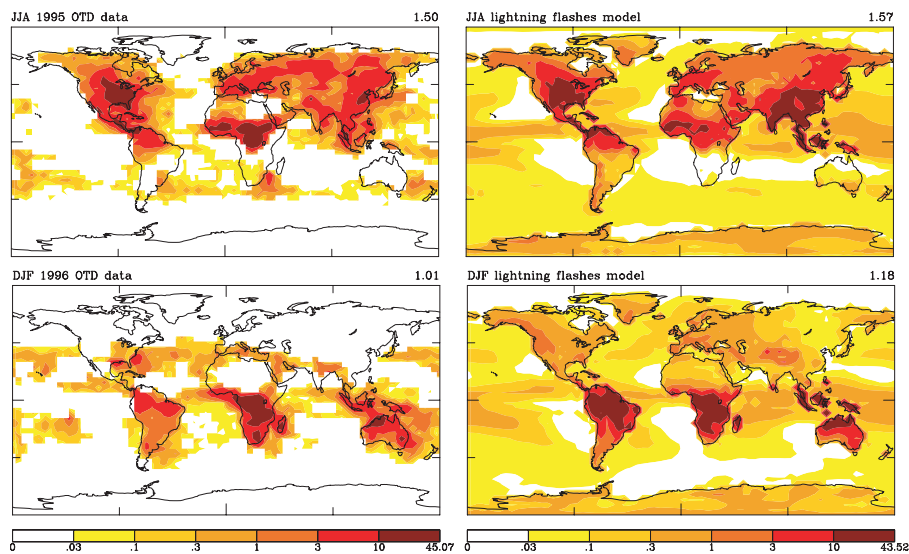 JJA 1995 OTD data 1.50
JJA lightning flashes model 1.57
DJF 1996 OTD data 1.01
DJF lightning flashes model 1.18
0 .03 .1 .3 1 3 10 45.07
0 .03 .1 .3 1 3 10 43.52